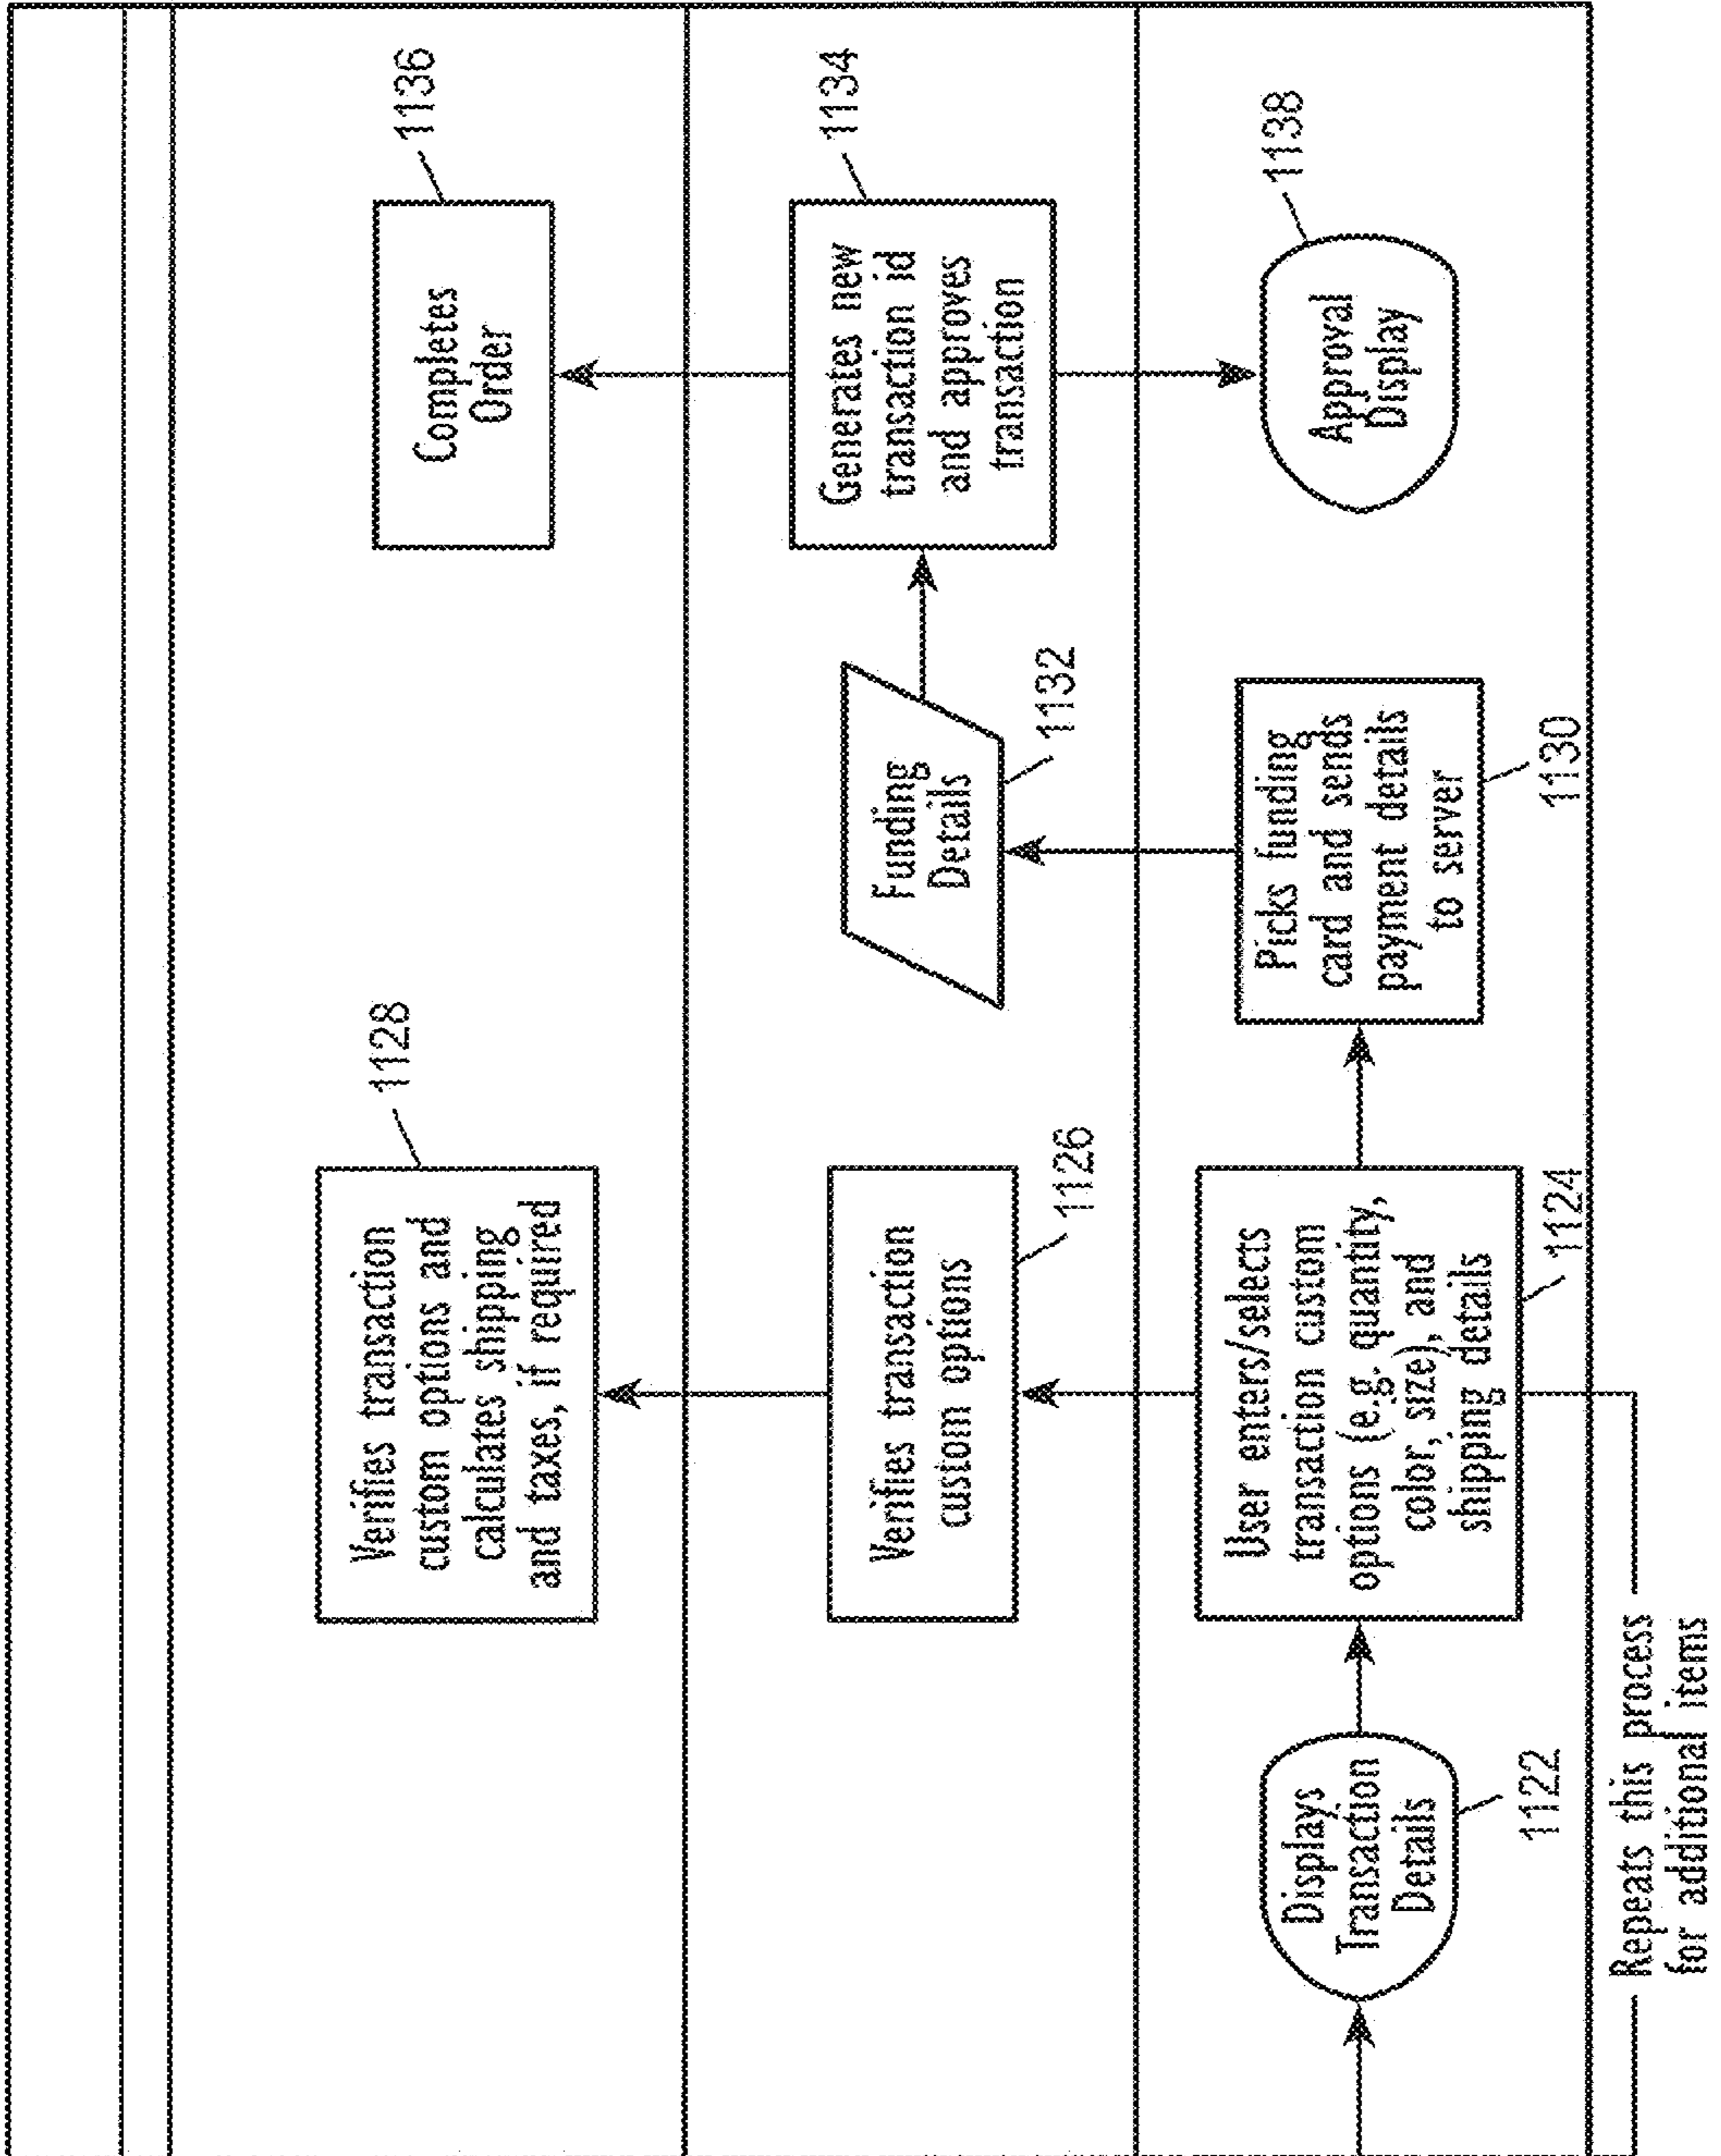 Verifies transaction
custom options and
calculates shipping
and taxes, if required
1128
Completes
Order
1136
Verifies transaction
custom options
1126
Funding
Details
1132
Generates new
transaction id
and approves
transaction
1134
Displays
Transaction
Details
1122
User enters/selects
transaction custom
options (e.g. quantity,
color, size), and
shipping details
1124
Picks funding
card and sends
payment details
to server
1130
Approval
Display
1138
Repeats this process
for additional items